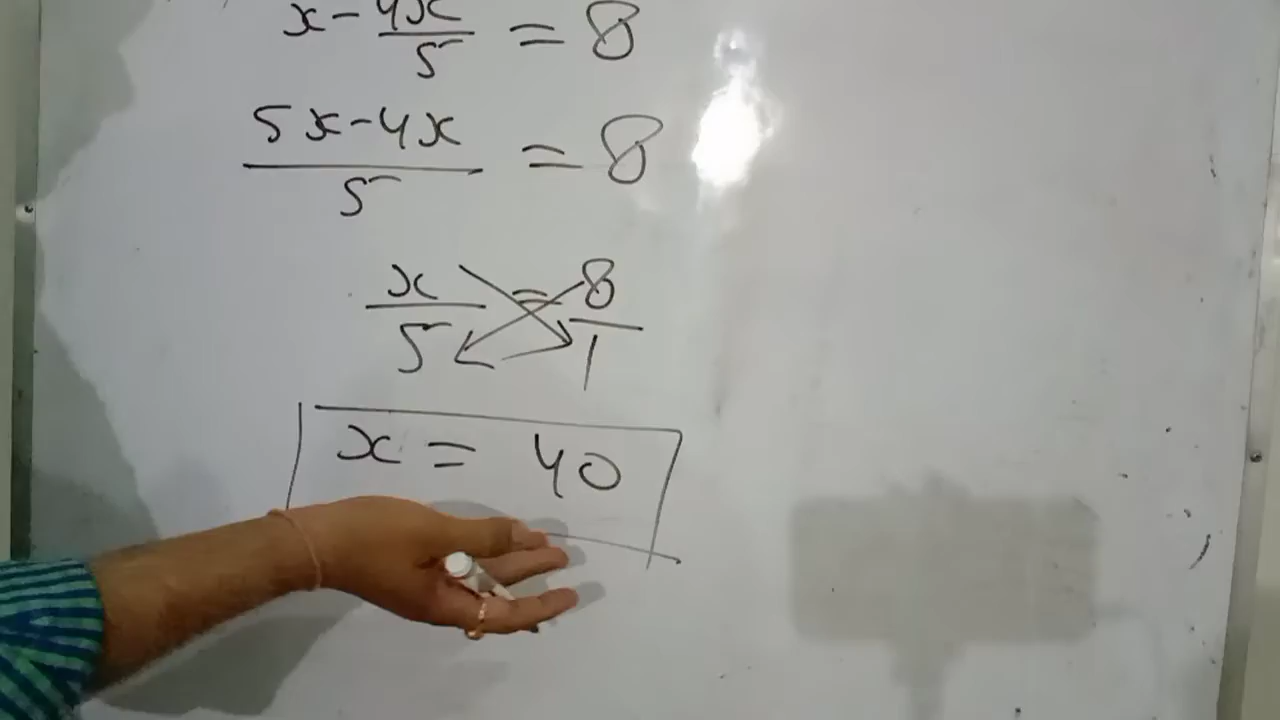 x - 4x/5 = 8
5x-4x/5 = 8
x/5 = 8/1
x = 40